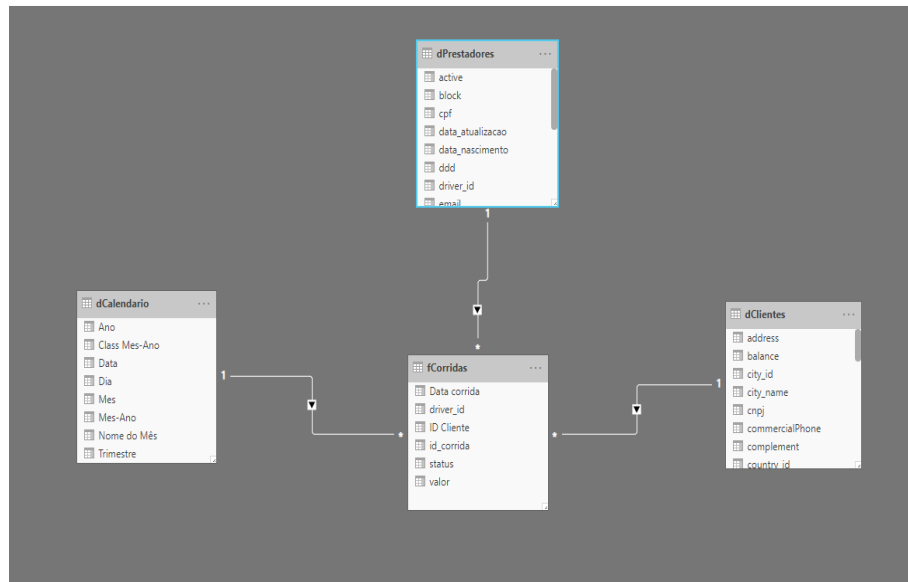 dPrestadores
active
block
cpf
data_atualizacao
data_nascimento
ddd
driver_id
email
1
*
dCalendario
Ano
Class Mes-Ano
Data
Dia
Mes
Mes-Ano
Nome do Mês
Trimestre
1
*
fCorridas
Data corrida
driver_id
ID Cliente
id_corrida
status
valor
*
1
dClientes
address
balance
city_id
city_name
cnpj
commercialPhone
complement
country_id